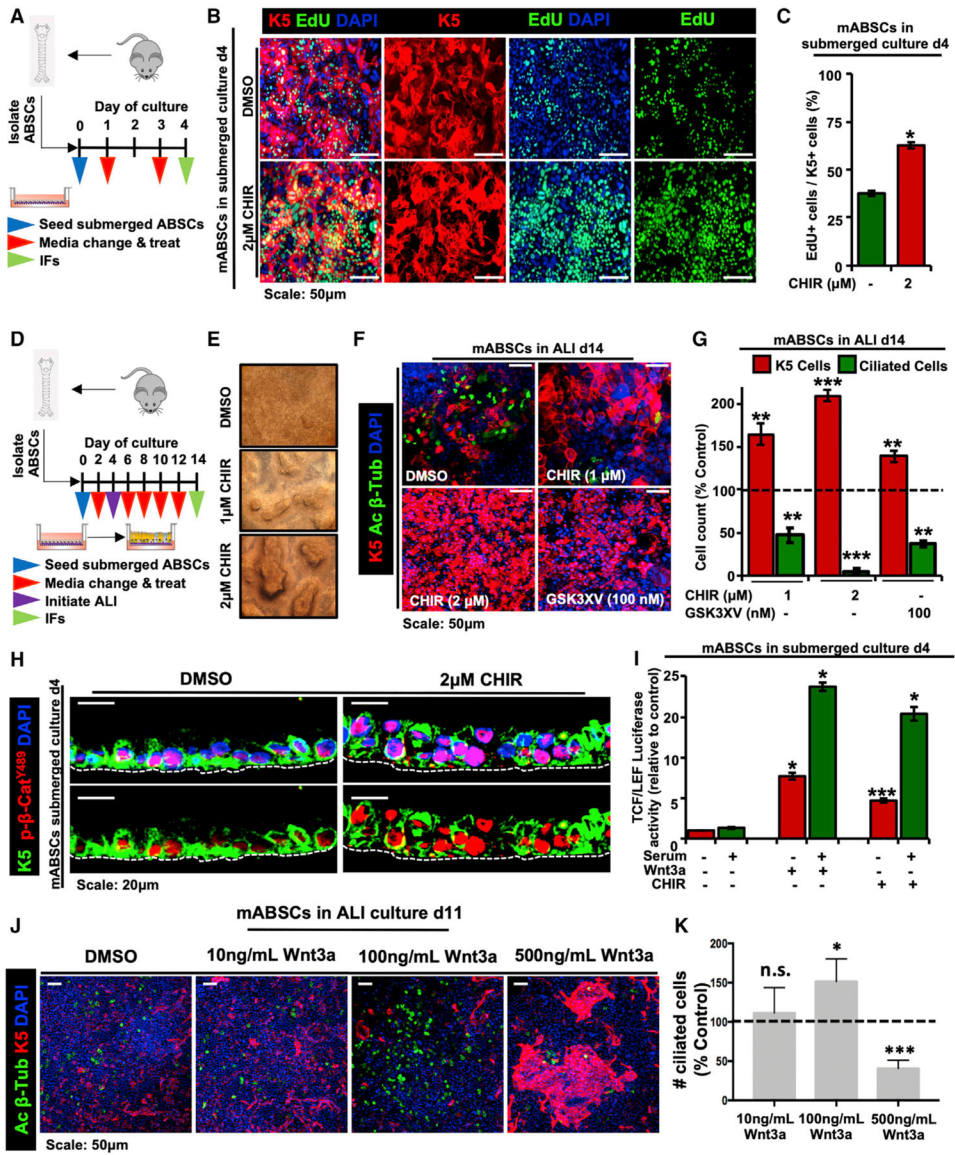 A
Isolate
ABSCs
Day of culture
0 1 3 4
Seed submerged ABSCs
Media change & treat
IFs
B
K5 EdU DAPI
K5
EdU DAPI
EdU
mABSCs in submerged culture d4
DMSO
2μM CHIR
Scale: 50μm
C
mABSCs in
submerged culture d4
EdU+ cells / K5+ cells (%)
100
75
50
25
0
*
CHIR (μM) - 2
D
Isolate
ABSCs
Day of culture
0 2 4 6 8 10 12 14
Seed submerged ABSCs
Media change & treat
Initiate ALI
IFs
E
DMSO
1μM CHIR
2μM CHIR
F
mABSCs in ALI d14
K5 Ac β-Tub DAPI
DMSO
CHIR (1 μM)
CHIR (2 μM)
GSK3XV (100 nM)
Scale: 50μm
G
mABSCs in ALI d14
K5 Cells
Ciliated Cells
Cell count (% Control)
200
150
100
50
0
** ** *** *** ** **
CHIR (μM) 1 2 -
GSK3XV (nM) - - 100
H
DMSO
2μM CHIR
mABSCs submerged culture d4
K5 p-β-Cat Y489 DAPI
Scale: 20μm
I
mABSCs in submerged culture d4
TCF/LEF Luciferase
activity (relative to control)
25
20
10
5
0
* * *** *
Serum - + - + - +
Wnt3a - - + + - -
CHIR - - - - + +
J
mABSCs in ALI culture d11
DMSO
10ng/mL Wnt3a
100ng/mL Wnt3a
500ng/mL Wnt3a
Ac β-Tub K5 DAPI
Scale: 50μm
K
# ciliated cells
(% Control)
200
150
100
50
0
n.s.
*
***
10ng/mL 100ng/mL 500ng/mL
Wnt3a Wnt3a Wnt3a